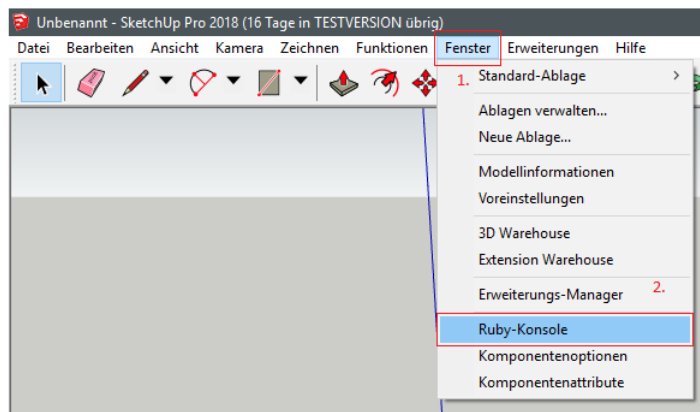 Unbenannt - SketchUp Pro 2018 (16 Tage in TESTVERSION übrig)
Datei Bearbeiten Ansicht Kamera Zeichnen Funktionen Fenster Erweiterungen Hilfe
1. Standard-Ablage
Ablagen verwalten...
Neue Ablage...
Modellinformationen
Voreinstellungen
3D Warehouse
Extension Warehouse
Erweiterungs-Manager 2.
Ruby-Konsole
Komponentenoptionen
Komponentenattribute